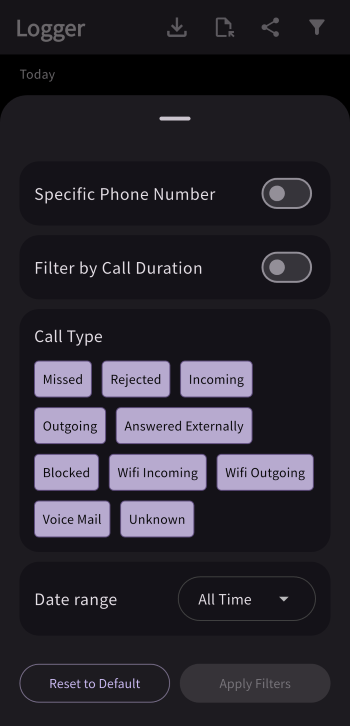 Logger
Today
Specific Phone Number
Filter by Call Duration
Call Type
Missed Rejected Incoming
Outgoing Answered Externally
Blocked Wifi Incoming Wifi Outgoing
Voice Mail Unknown
Date range All Time
Reset to Default Apply Filters